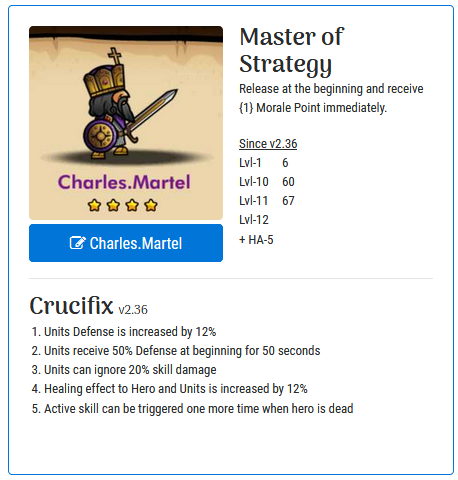 Master of
Strategy
Release at the beginning and receive
{1} Morale Point immediately.
Since v2.36
Lvl-1 6
Lvl-10 60
Lvl-11 67
Lvl-12
+ HA-5
Charles.Martel
Charles.Martel
Crucifix v2.36
1. Units Defense is increased by 12%
2. Units receive 50% Defense at beginning for 50 seconds
3. Units can ignore 20% skill damage
4. Healing effect to Hero and Units is increased by 12%
5. Active skill can be triggered one more time when hero is dead